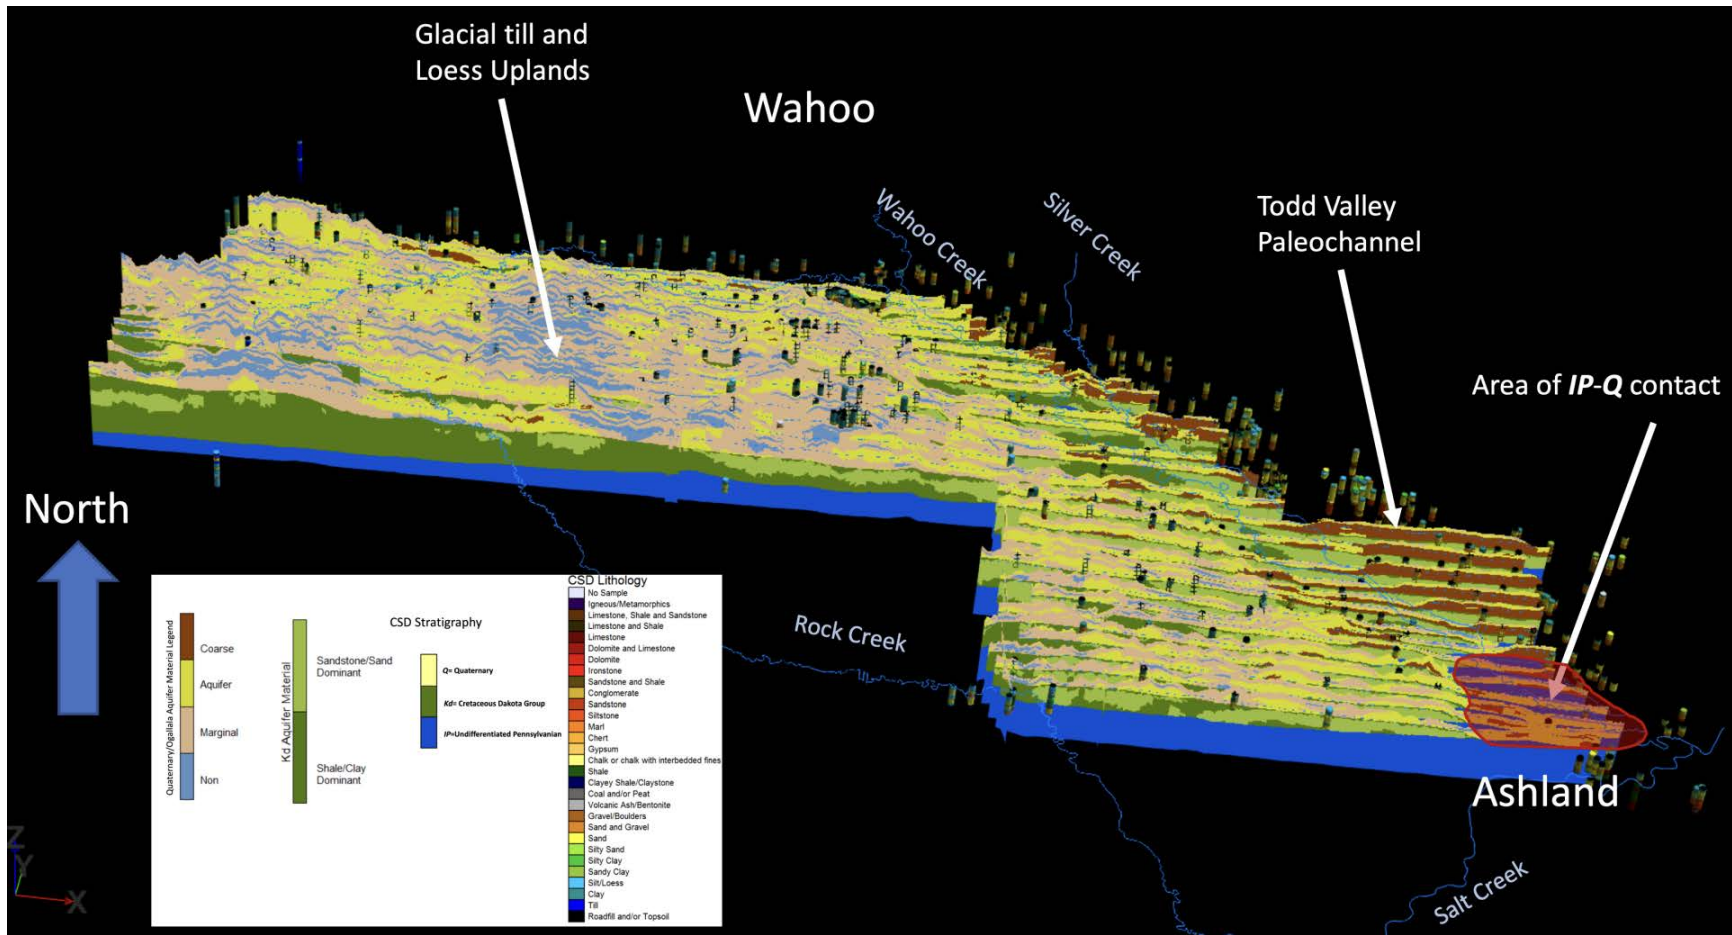 Glacial till and
Loess Uplands
Wahoo
Wahoo Creek
Silver Creek
Todd Valley
Paleochannel
Area of IP-Q contact
North
Rock Creek
Ashland
Salt Creek
Z
Y
X
Quaternary/Ogallala Aquifer Material Legend
Coarse
Aquifer
Marginal
Non
Kd Aquifer Material
Sandstone/Sand
Dominant
Shale/Clay
Dominant
CSD Stratigraphy
Q= Quaternary
Kd= Cretaceous Dakota Group
IP=Undifferentiated Pennsylvanian
CSD Lithology
No Sample
Igneous/Metamorphics
Limestone, Shale and Sandstone
Limestone and Shale
Limestone
Dolomite and Limestone
Dolomite
Ironstone
Sandstone and Shale
Conglomerate
Sandstone
Siltstone
Marl
Chert
Gypsum
Chalk or chalk with interbedded fines
Shale
Clayey Shale/Claystone
Coal and/or Peat
Volcanic Ash/Bentonite
Gravel/Boulders
Sand and Gravel
Sand
Silty Sand
Silty Clay
Sandy Clay
Silt/Loess
Clay
Till
Roadfill and/or Topsoil